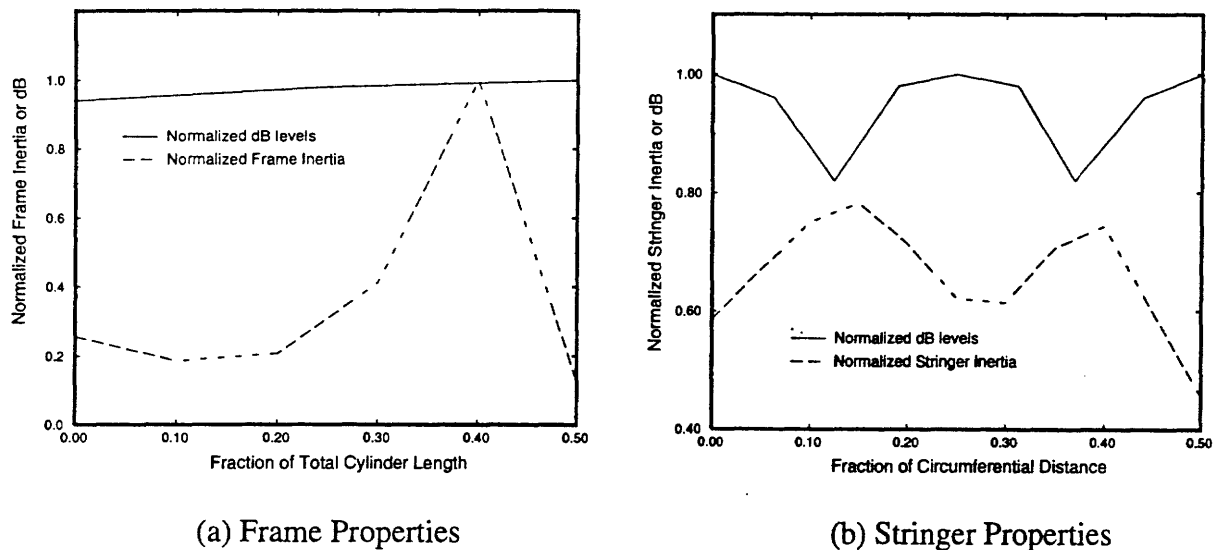 Normalized Frame Inertia or dB
1.0
0.8
0.6
0.4
0.2
0.0
Normalized dB levels
Normalized Frame Inertia
0.00 0.10 0.20 0.30 0.40 0.50
Fraction of Total Cylinder Length
(a) Frame Properties
Normalized Stringer Inertia or dB
1.00
0.80
0.60
0.40
Normalized dB levels
Normalized Stringer Inertia
0.00 0.10 0.20 0.30 0.40 0.50
Fraction of Circumferential Distance
(b) Stringer Properties